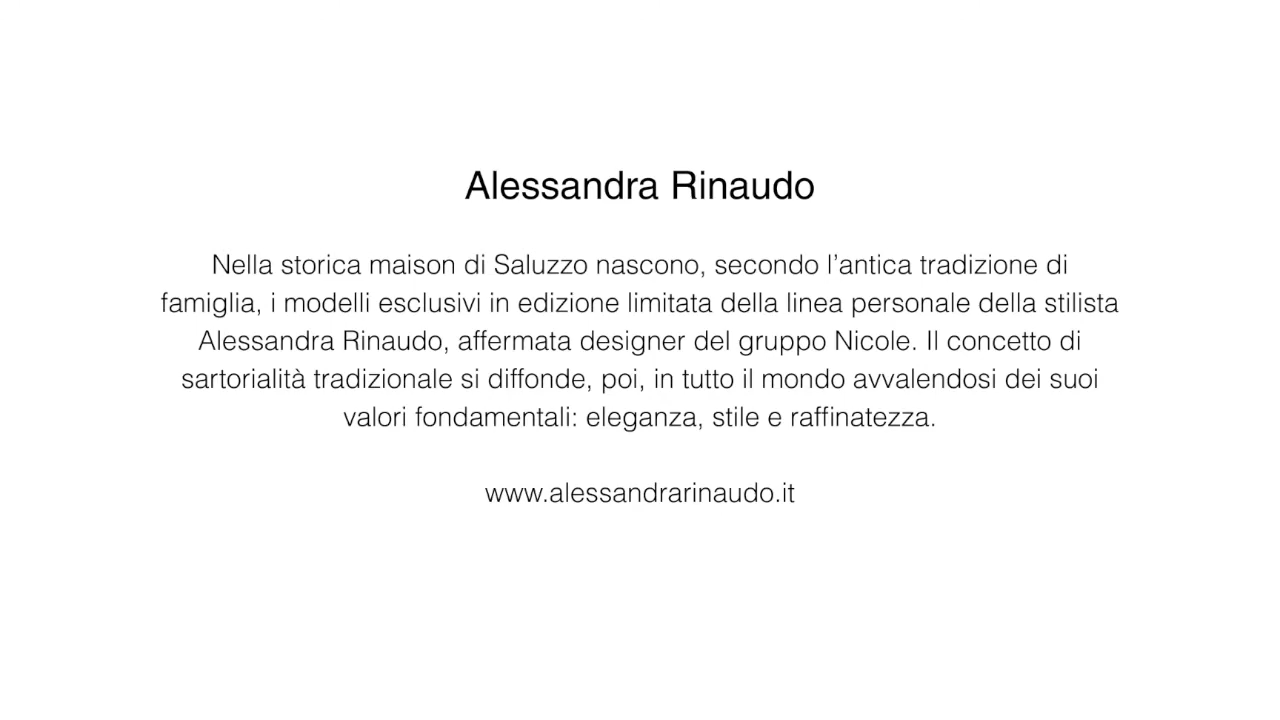 Alessandra Rinaudo
Nella storica maison di Saluzzo nascono, secondo l’antica tradizione di
famiglia, i modelli esclusivi in edizione limitata della linea personale della stilista
Alessandra Rinaudo, affermata designer del gruppo Nicole. Il concetto di
sartorialità tradizionale si diffonde, poi, in tutto il mondo avvalendosi dei suoi
valori fondamentali: eleganza, stile e raffinatezza.
www.alessandrarinaudo.it